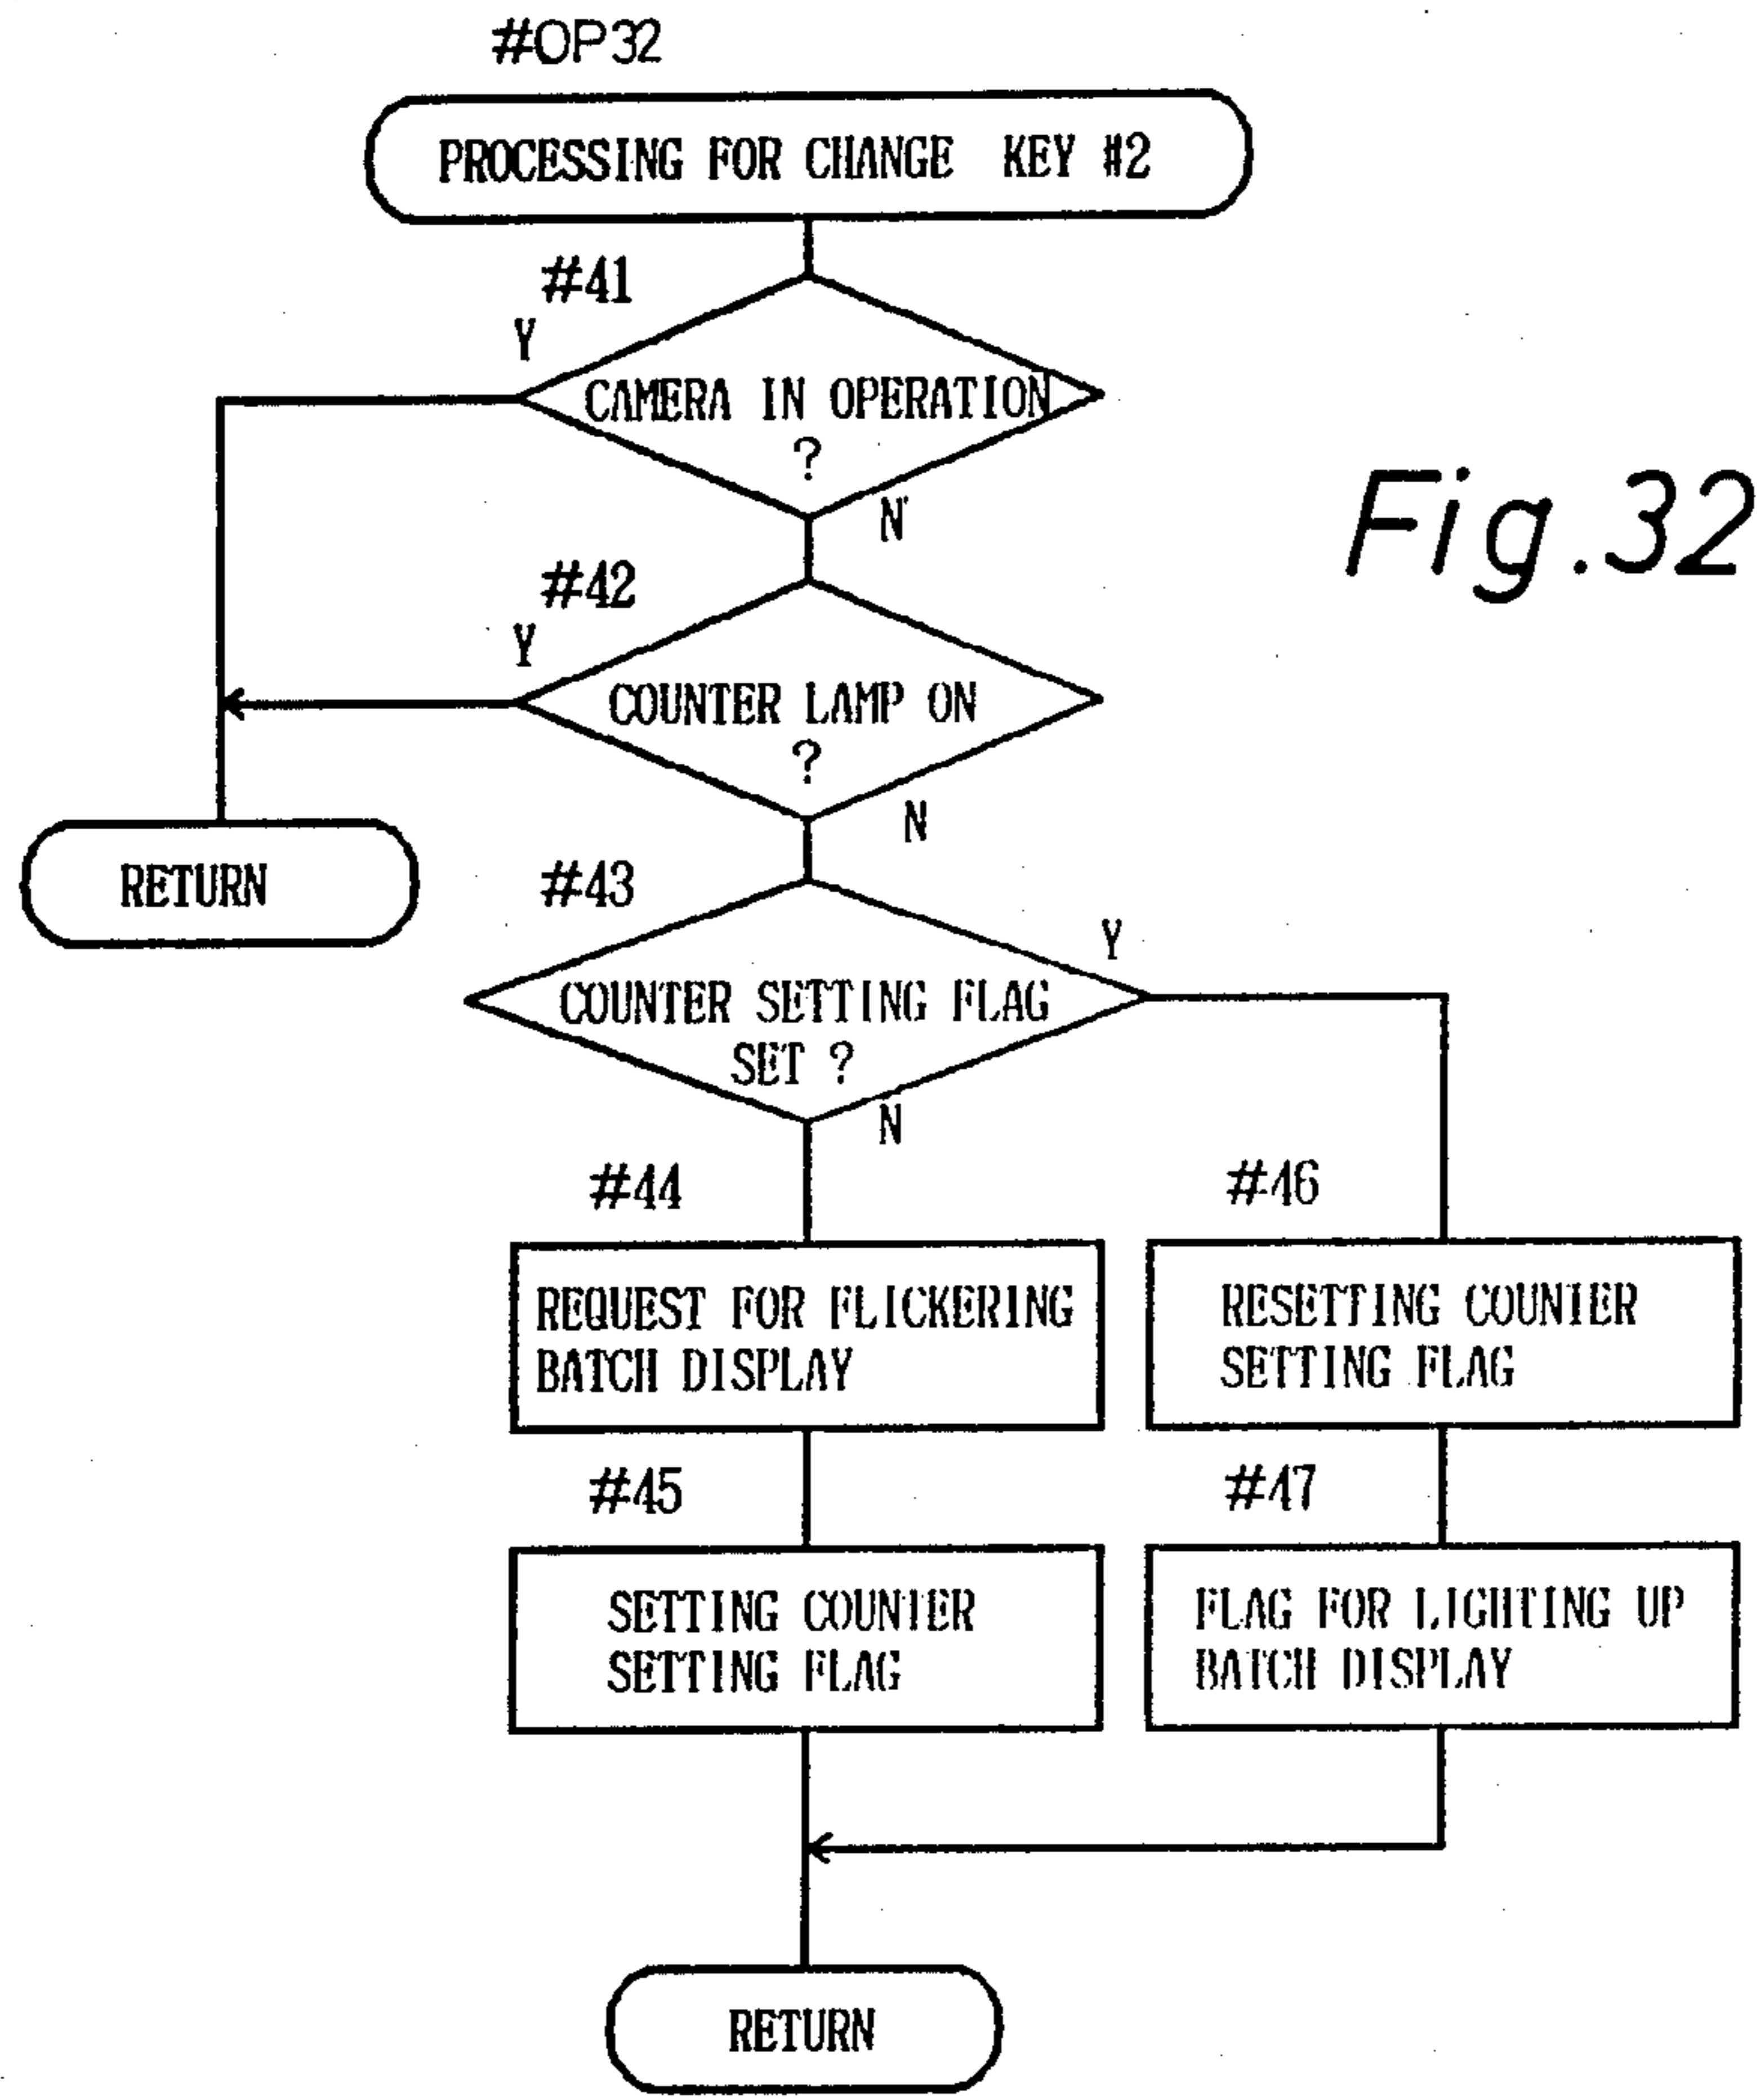 #OP32
PROCESSING FOR CHANGE KEY #2
#41
Y
CAMERA IN OPERATION
?
N
Fig.32
#42
Y
COUNTER LAMP ON
?
N
RETURN
#43
Y
COUNTER SETTING FLAG
SET ?
N
#44
REQUEST FOR FLICKERING
BATCH DISPLAY
#46
RESETTING COUNTER
SETTING FLAG
#45
SETTING COUNTER
SETTING FLAG
#47
FLAG FOR LIGHTING UP
BATCH DISPLAY
RETURN